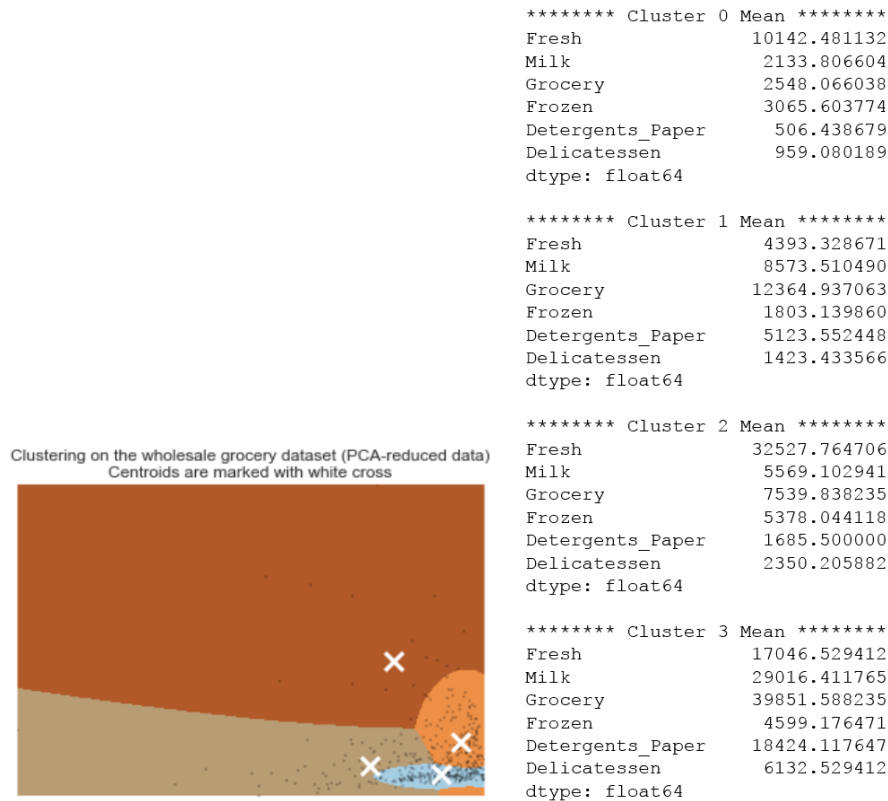 ******** Cluster 0 Mean ********
Fresh 10142.481132
Milk 2133.806604
Grocery 2548.066038
Frozen 3065.603774
Detergents_Paper 506.438679
Delicatessen 959.080189
dtype: float64
******** Cluster 1 Mean ********
Fresh 4393.328671
Milk 8573.510490
Grocery 12364.937063
Frozen 1803.139860
Detergents_Paper 5123.552448
Delicatessen 1423.433566
dtype: float64
******** Cluster 2 Mean ********
Fresh 32527.764706
Milk 5569.102941
Grocery 7539.838235
Frozen 5378.044118
Detergents_Paper 1685.500000
Delicatessen 2350.205882
dtype: float64
******** Cluster 3 Mean ********
Fresh 17046.529412
Milk 29016.411765
Grocery 39851.588235
Frozen 4599.176471
Detergents_Paper 18424.117647
Delicatessen 6132.529412
dtype: float64
Clustering on the wholesale grocery dataset (PCA-reduced data)
Centroids are marked with white cross